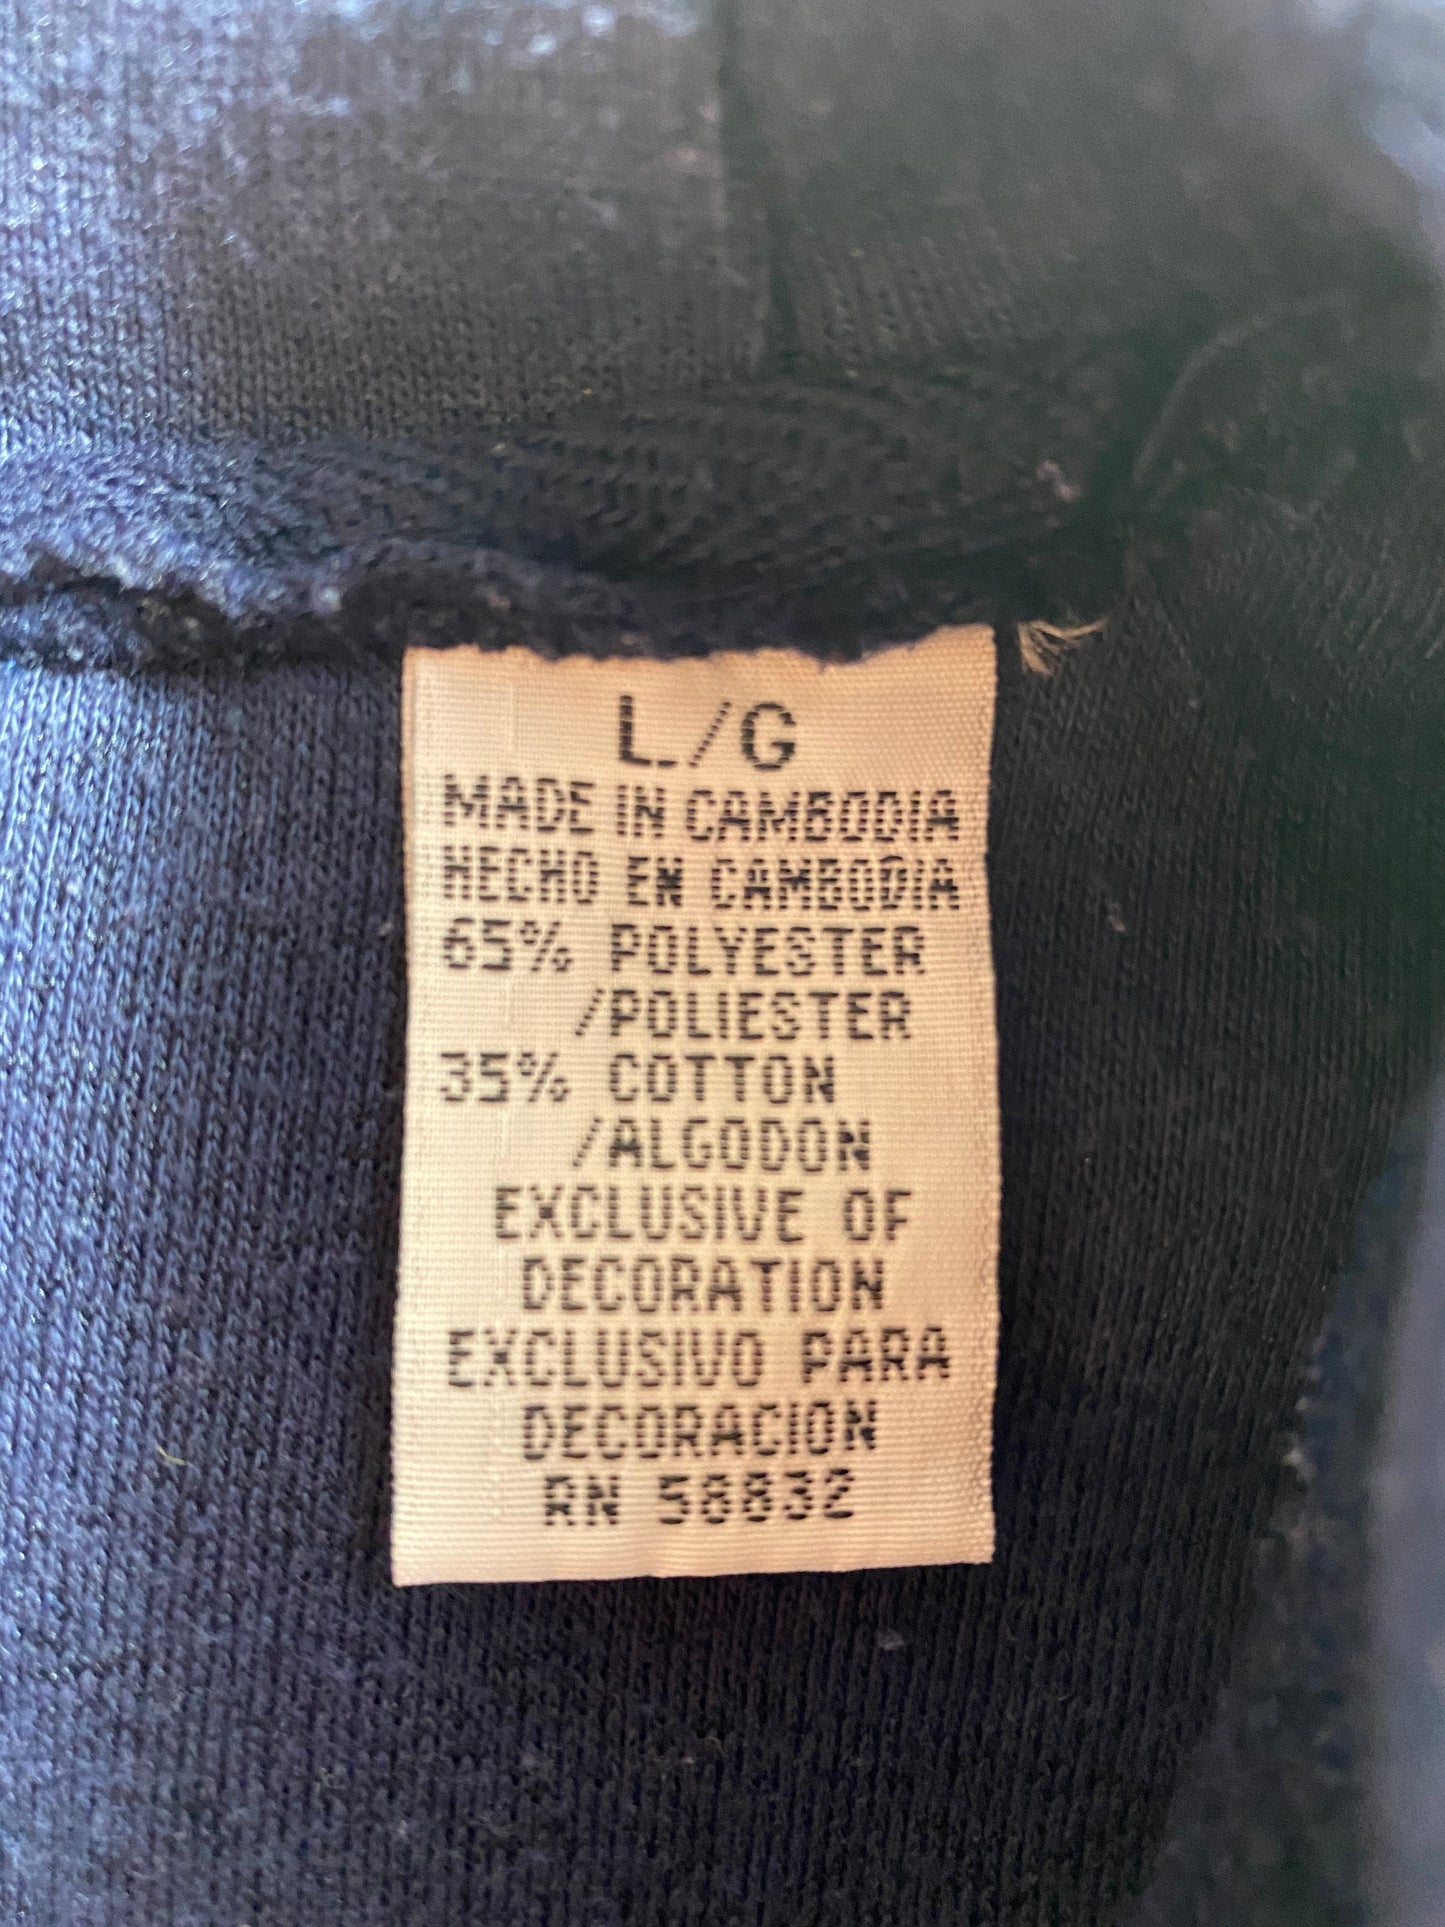 L/G
MADE IN CAMBODIA
HECHO EN CAMBODIA
65% POLYESTER
/POLIESTER
35% COTTON
/ALGODON
EXCLUSIVE OF
DECORATION
EXCLUSIVO PARA
DECORACION
RN 58832